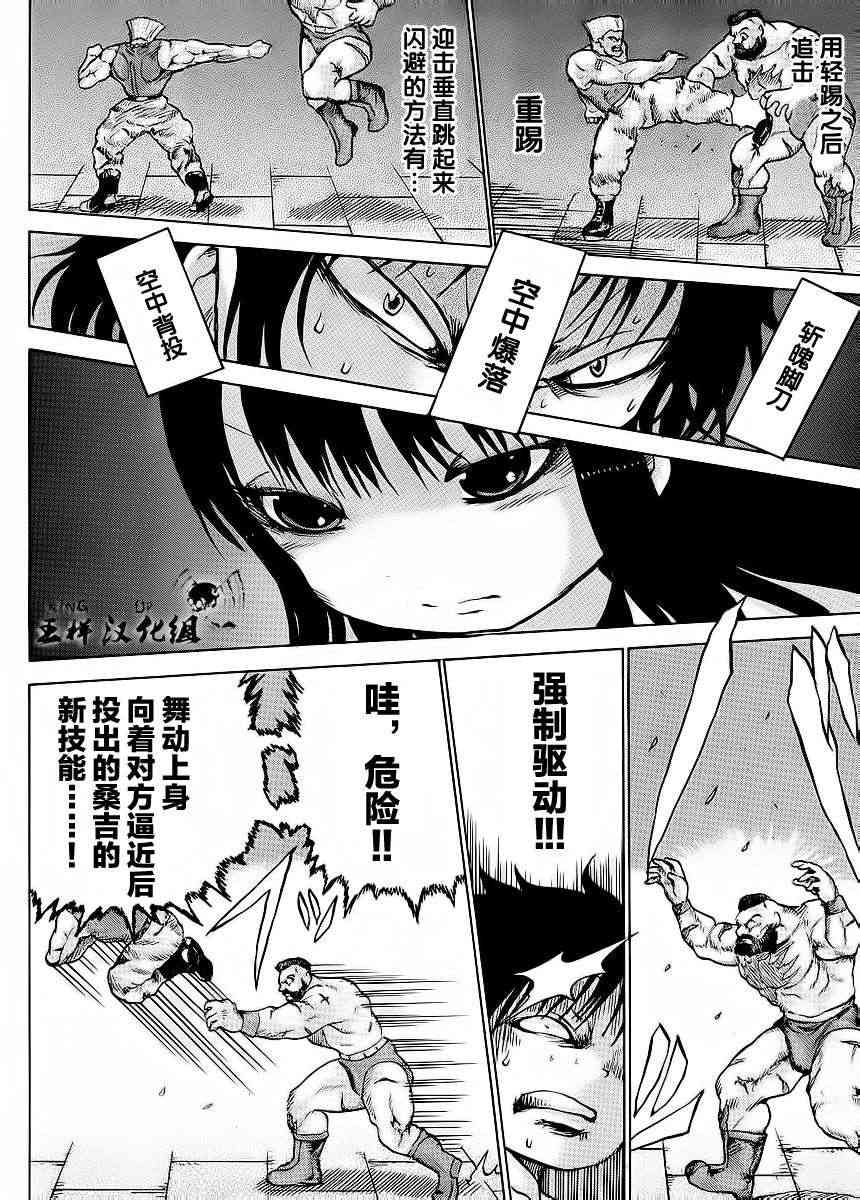 用轻踢之后
追击
重踢
迎击垂直跳起来
闪避的方法有…
斩魄脚刀
空中爆落
空中背投
KING OF
王样汉化组
强制驱动!!!
哇，危险!!
舞动上身
向着对方逼近后
投出的桑吉的
新技能……！